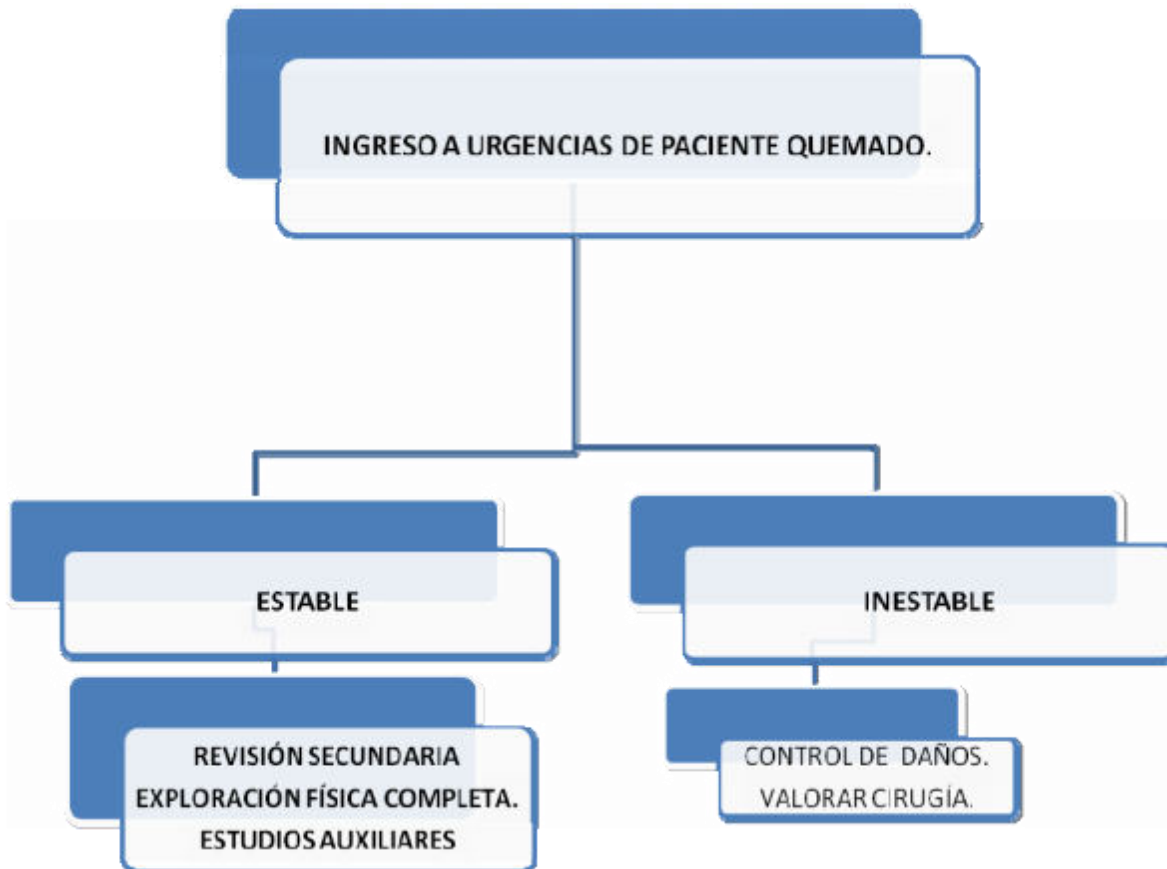 INGRESO A URGENCIAS DE PACIENTE QUEMADO.
ESTABLE
INESTABLE
REVISIÓN SECUNDARIA
EXPLORACIÓN FÍSICA COMPLETA.
ESTUDIOS AUXILIARES
CONTROL DE DAÑOS.
VALORAR CIRUGÍA.